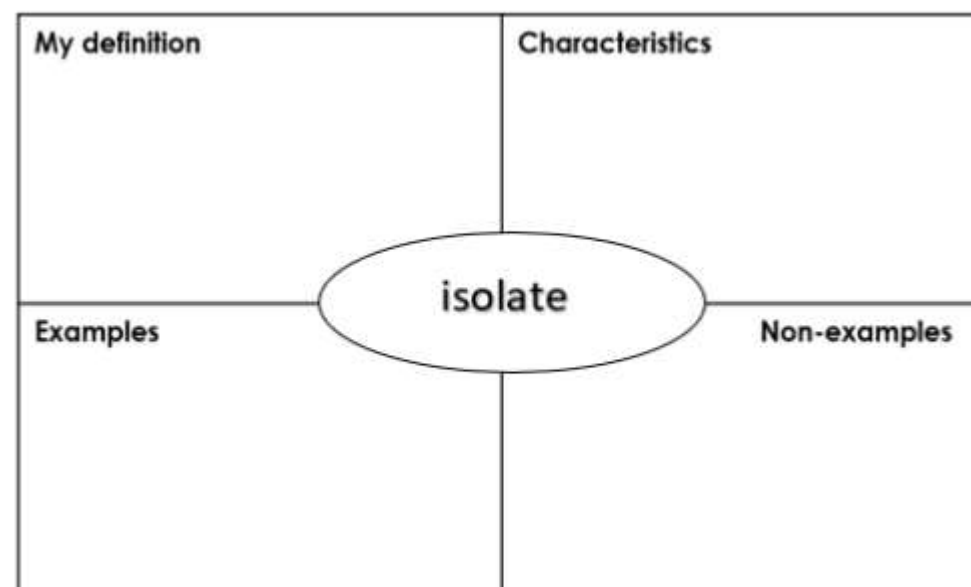 My definition
Characteristics
isolate
Examples
Non-examples